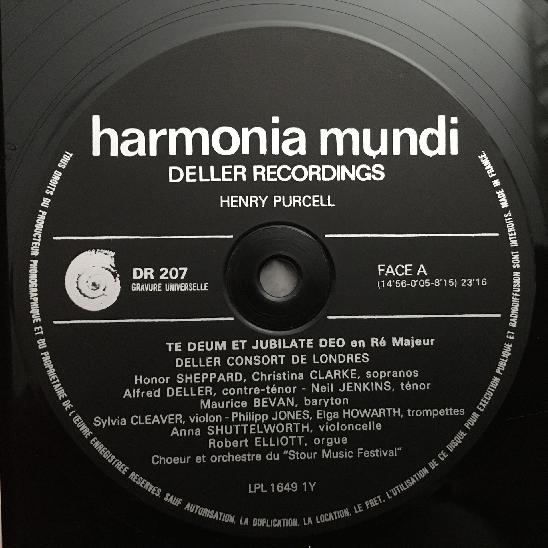 harmonia mundi
DELLER RECORDINGS
HENRY PURCELL
DR 207
GRAVURE UNIVERSELLE
FACE A
(14'56-0'05-8'15) 23'16
TE DEUM ET JUBILATE DEO en Ré Majeur
DELLER CONSORT DE LONDRES
Honor SHEPPARD, Christina CLARKE, sopranos
Alfred DELLER, contre-ténor - Neil JENKINS, ténor
Maurice BEVAN, baryton
Sylvia CLEAVER, violon - Philipp JONES, Elga HOWARTH, trompettes
Anna SHUTTELWORTH, violoncelle
Robert ELLIOTT, orgue
Choeur et orchestre du "Stour Music Festival"
LPL 1649 1Y
TOUS DROITS DU PRODUCTEUR PHONOGRAPHIQUE ET DU PROPRIETAIRE DE L'ŒUVRE ENREGISTREE RESERVES. SAUF AUTORISATION, LA DUPLICATION, LA LOCATION, LE PRET, L'UTILISATION DE CE DISQUE POUR EXECUTION PUBLIQUE ET RADIODIFFUSION SONT INTERDITS. MADE IN FRANCE.